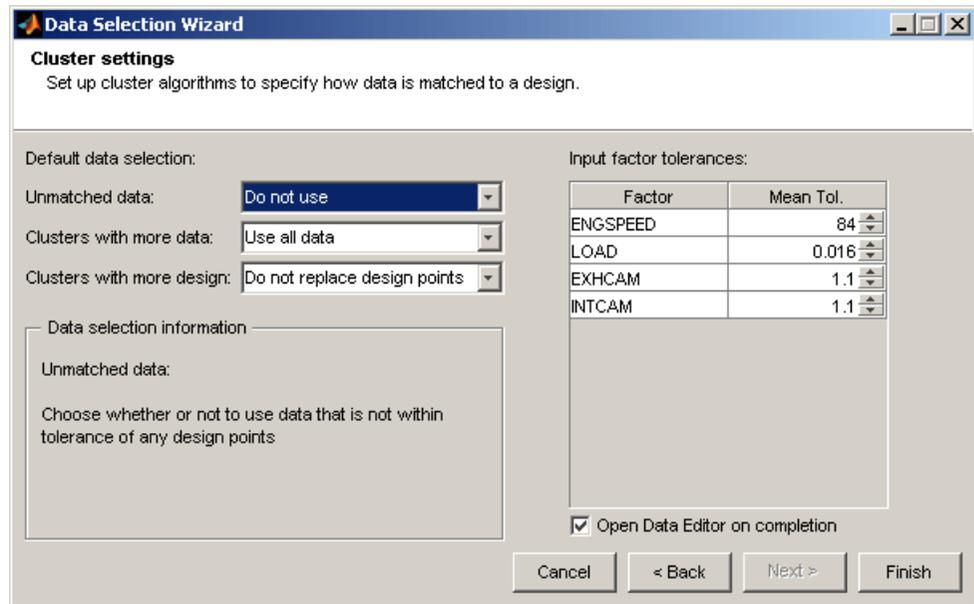 Data Selection Wizard
Cluster settings
Set up cluster algorithms to specify how data is matched to a design.
Default data selection:
Unmatched data: Do not use
Clusters with more data: Use all data
Clusters with more design: Do not replace design points
Data selection information
Unmatched data:
Choose whether or not to use data that is not within
tolerance of any design points
Input factor tolerances:
Factor Mean Tol.
ENGSPEED 84
LOAD 0.016
EXHCAM 1.1
INTCAM 1.1
Open Data Editor on completion
Cancel < Back Next > Finish